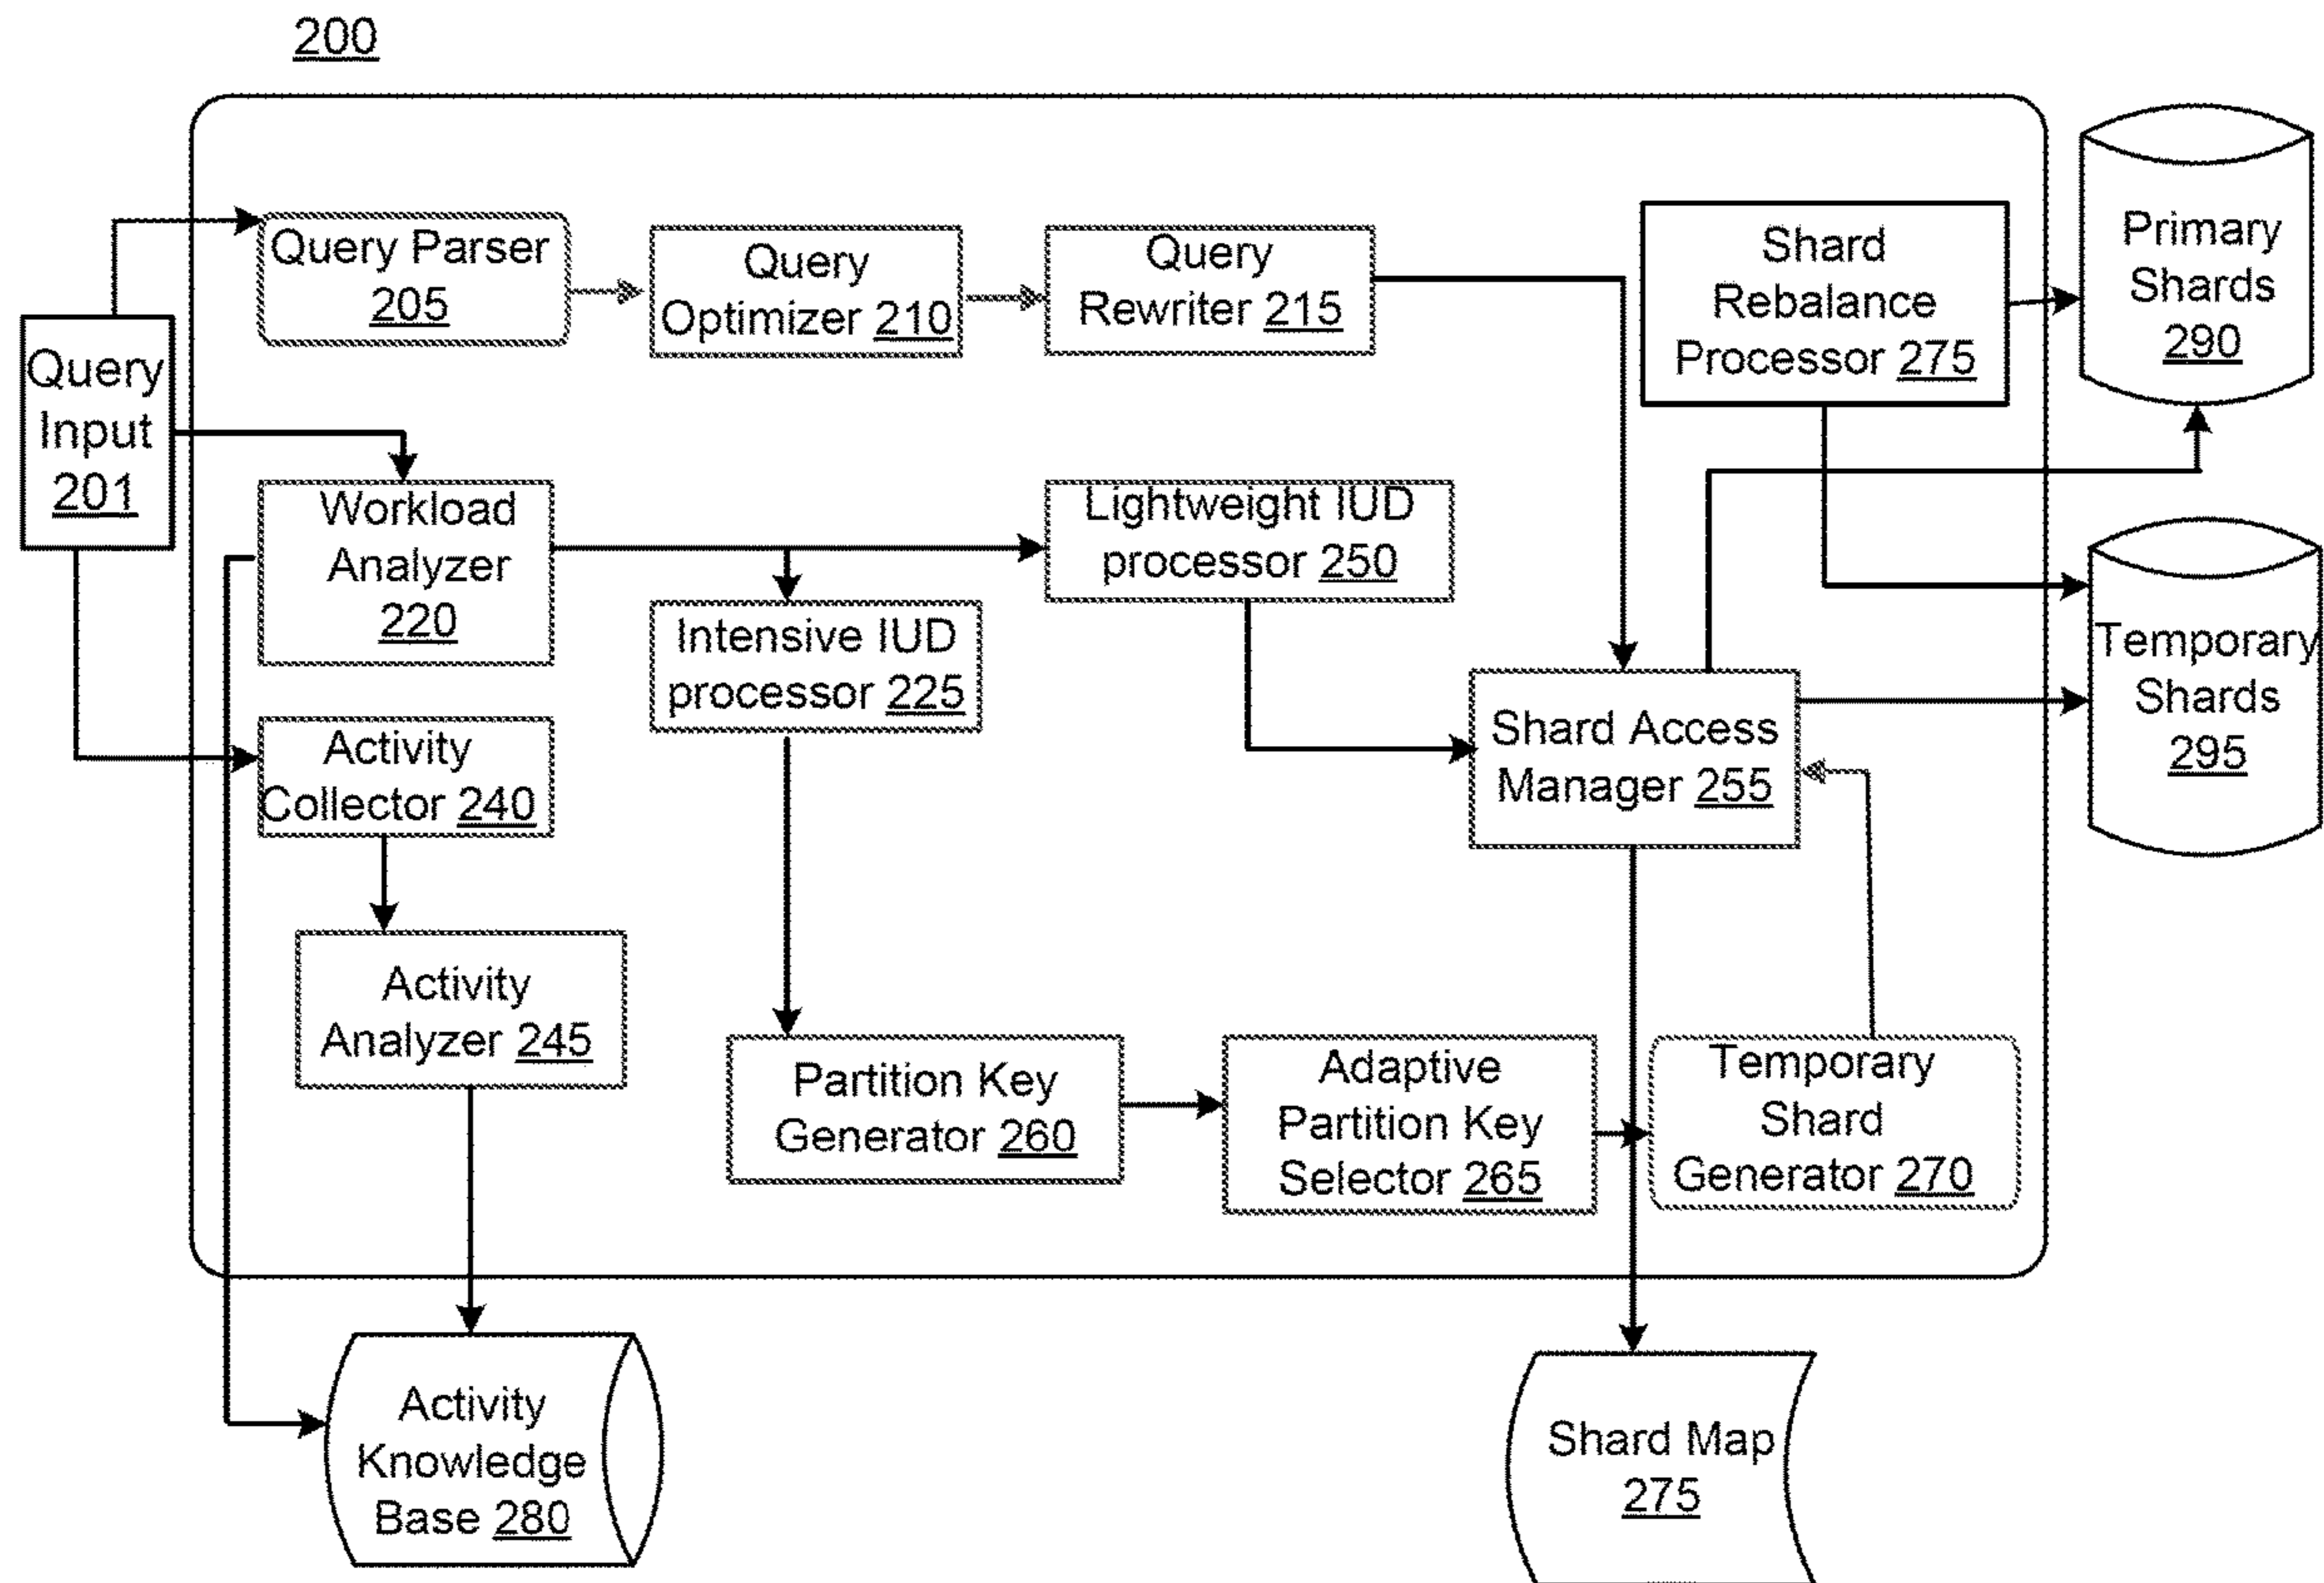 200
Query Parser
205
Query
Optimizer 210
Query
Rewriter 215
Shard
Rebalance
Processor 275
Primary
Shards
290
Query
Input
201
Workload
Analyzer
220
Lightweight IUD
processor 250
Intensive IUD
processor 225
Temporary
Shards
295
Activity
Collector 240
Shard Access
Manager 255
Activity
Analyzer 245
Partition Key
Generator 260
Adaptive
Partition Key
Selector 265
Temporary
Shard
Generator 270
Activity
Knowledge
Base 280
Shard Map
275